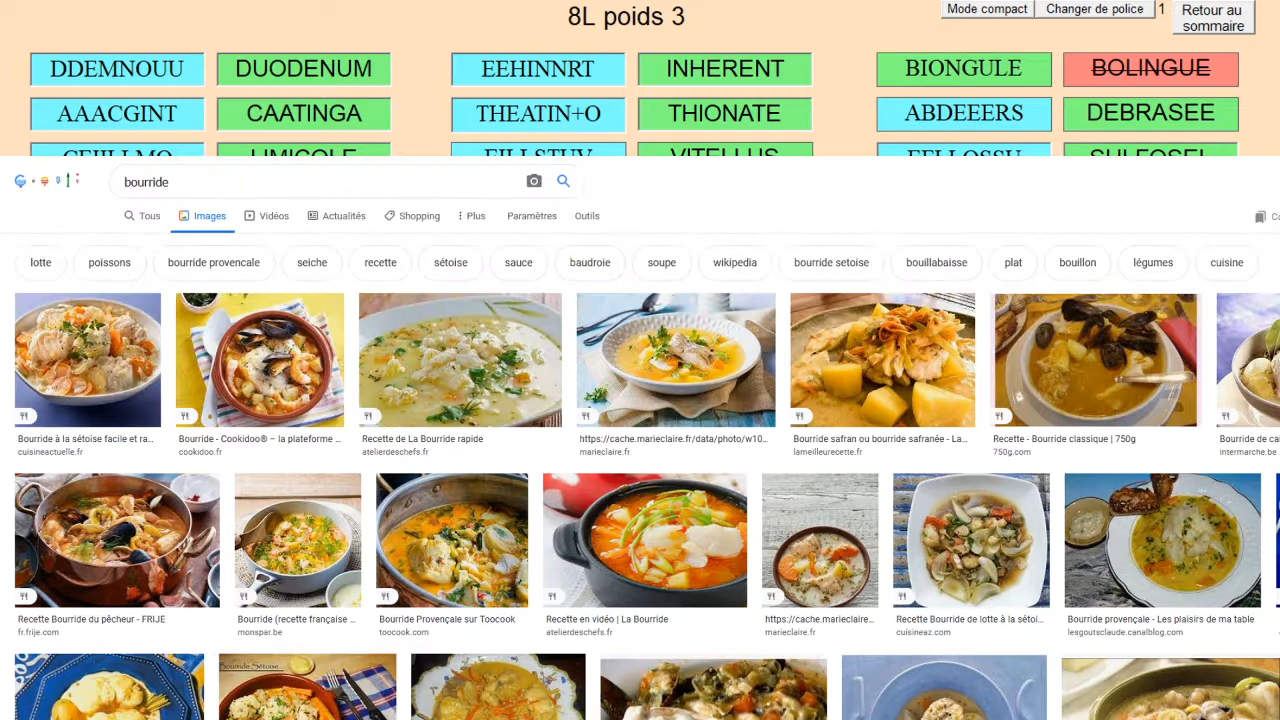 8L poids 3
Mode compact Changer de police 1 Retour au sommaire
DDEMNOUU DUODENUM EEHINNRT INHERENT BIONGULE BOLINGUE
AAACGINT CAATINGA THEATIN+O THIONATE ABDEEERS DEBRASEE
bourride
Tous Images Vidéos Actualités Shopping Plus Paramètres Outils
lotte poissons bourride provencale seiche recette sétoise sauce baudroie soupe wikipedia bourride setoise bouillabaisse plat bouillon légumes cuisine
Bourride à la sétoise facile et ra... Bourride - Cookidoo® – la plateforme ... Recette de La Bourride rapide https://cache.marieclaire.fr/data/photo/w10... Bourride safran ou bourride safranée - La... Recette - Bourride classique | 750g Bourride de ca
cuisineactuelle.fr cookidoo.fr atelierdeschefs.fr marieclaire.fr lameilleurecette.fr 750g.com intermarche.be
Recette Bourride du pêcheur - FRIJE Bourride (recette française ... Bourride Provençale sur Toocook Recette en vidéo | La Bourride https://cache.marieclaire... Recette Bourride de lotte à la sétoi... Bourride provençale - Les plaisirs de ma table
fr.frije.com monspar.be toocook.com atelierdeschefs.fr marieclaire.fr cuisineaz.com lesgoutsclaude.canalblog.com
Bourride Sétoise...